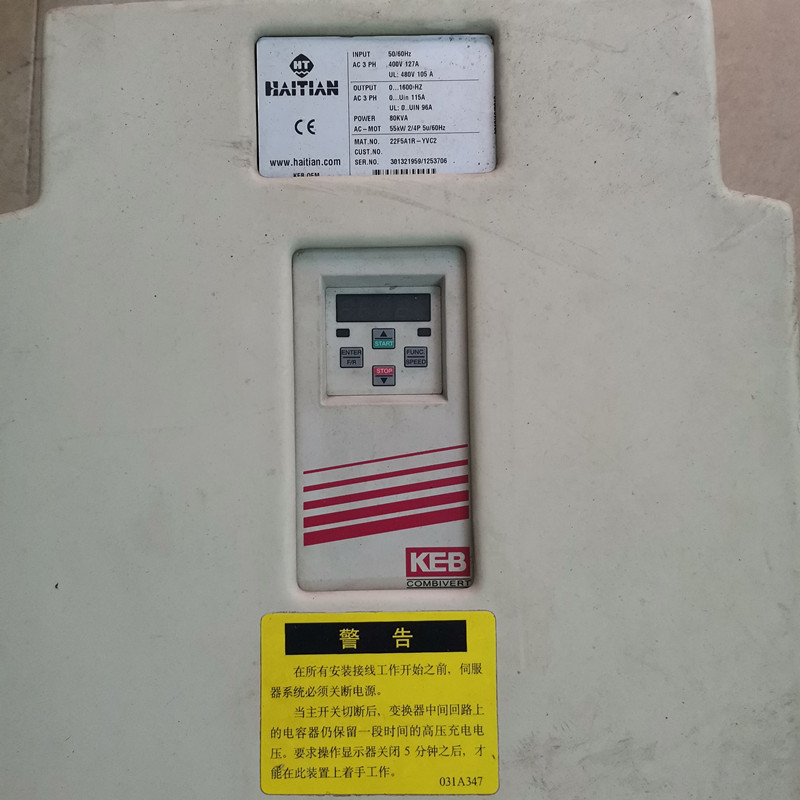 HT
HAITIAN
CE
www.haitian.com
INPUT 50/60Hz
AC 3 PH 400V 127A
UL: 480V 105 A
OUTPUT 0...1600-HZ
AC 3 PH 0...Uin 115A
UL: 0..UIN 96A
POWER 80KVA
AC-MOT 55kW 2/4P 5u/60Hz
MAT.NO. 22F5A1R-YVC2
CUST.NO.
SER.NO. 301321959/1253706
KEB-OEM
START
ENTER
F/R
FUNC.
SPEED
STOP
KEB
COMBIVERT
警告
在所有安装接线工作开始之前,伺服
器系统必须关断电源。
当主开关切断后,变换器中间回路上
的电容器仍保留一段时间的高压充电电
压。要求操作显示器关闭5分钟之后,才
能在此装置上着手工作。
031A347